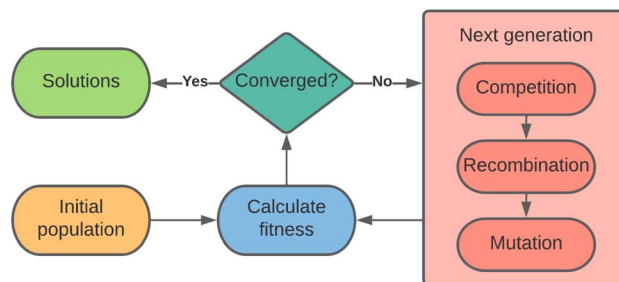 Next generation
Solutions
Yes
Converged?
No
Competition
Recombination
Initial
population
Calculate
fitness
Mutation